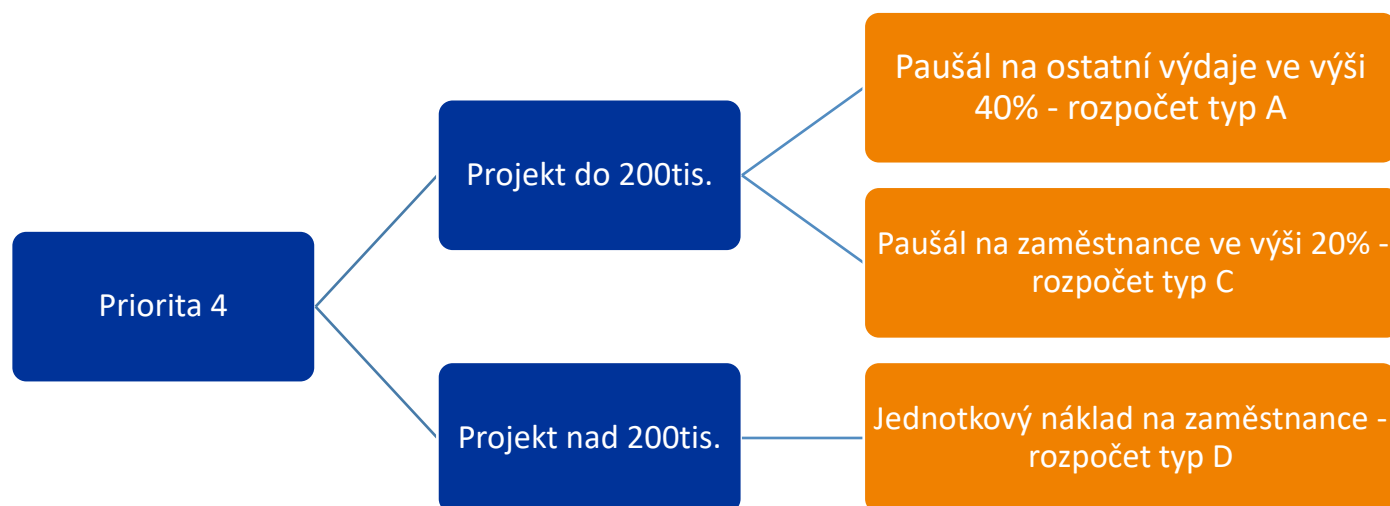 Priorita 4
Projekt do 200tis.
Paušál na ostatní výdaje ve výši
40% - rozpočet typ A
Paušál na zaměstnance ve výši 20% -
rozpočet typ C
Projekt nad 200tis.
Jednotkový náklad na zaměstnance -
rozpočet typ D